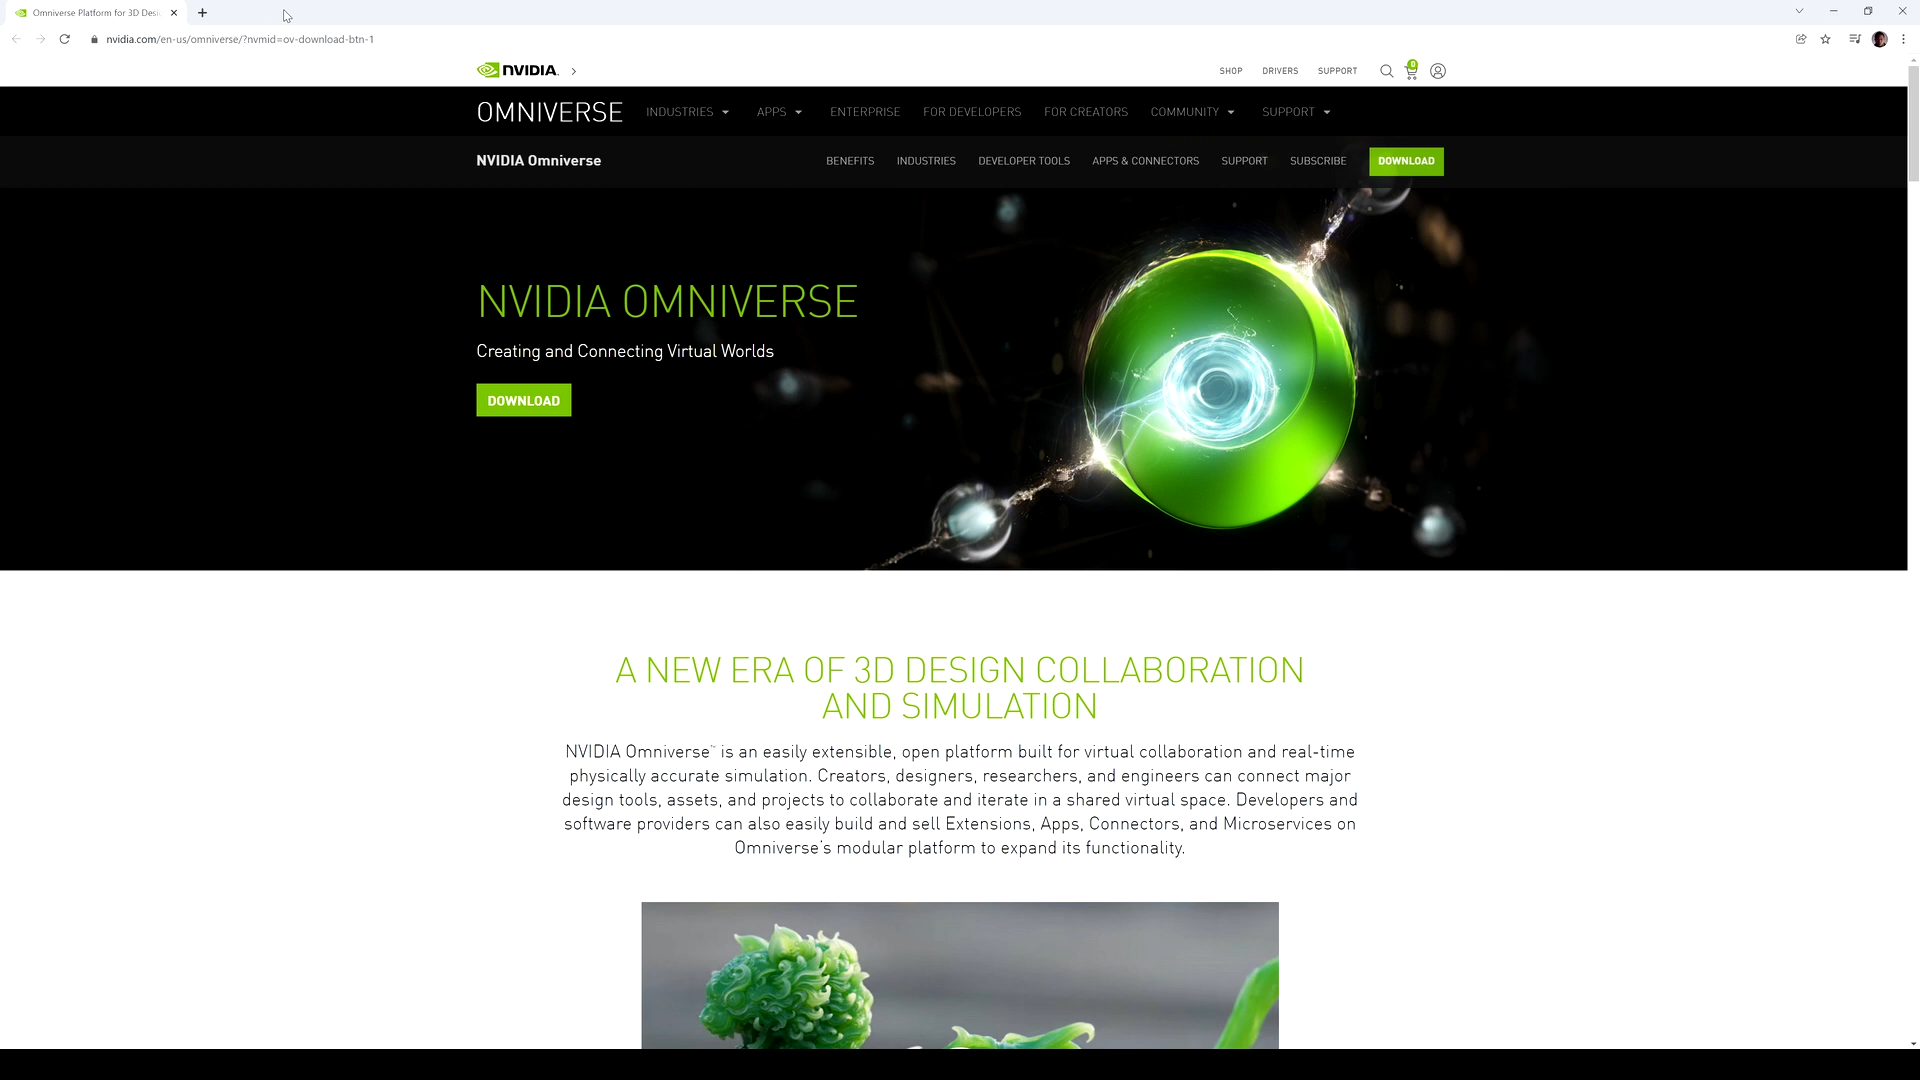 Omniverse Platform for 3D Desi
nvidia.com/en-us/omniverse/?nvmid=ov-download-btn-1
NVIDIA.
SHOP
DRIVERS
SUPPORT
0
OMNIVERSE
INDUSTRIES
APPS
ENTERPRISE
FOR DEVELOPERS
FOR CREATORS
COMMUNITY
SUPPORT
NVIDIA Omniverse
BENEFITS
INDUSTRIES
DEVELOPER TOOLS
APPS & CONNECTORS
SUPPORT
SUBSCRIBE
DOWNLOAD
NVIDIA OMNIVERSE
Creating and Connecting Virtual Worlds
DOWNLOAD
A NEW ERA OF 3D DESIGN COLLABORATION
AND SIMULATION
NVIDIA Omniverse™ is an easily extensible, open platform built for virtual collaboration and real-time
physically accurate simulation. Creators, designers, researchers, and engineers can connect major
design tools, assets, and projects to collaborate and iterate in a shared virtual space. Developers and
software providers can also easily build and sell Extensions, Apps, Connectors, and Microservices on
Omniverse's modular platform to expand its functionality.